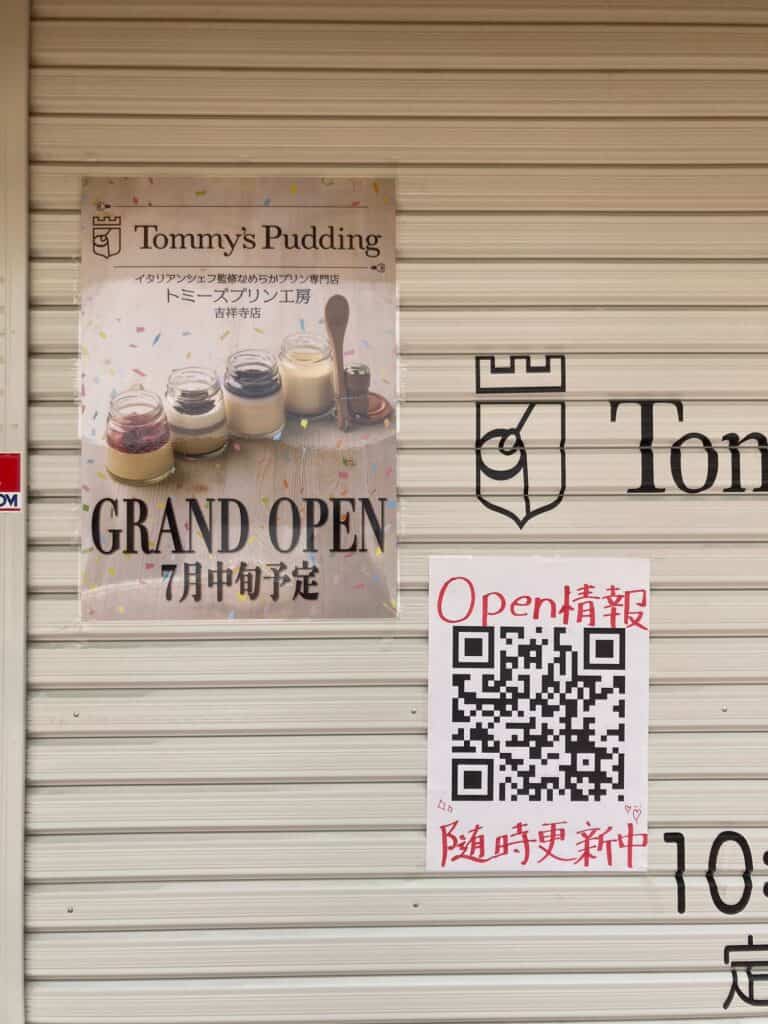 Tommy's Pudding
イタリアンシェフ監修なめらかプリン専門店
トミーズプリン工房
吉祥寺店
GRAND OPEN
7月中旬予定
Tom
Open情報
随時更新中
10:
定
OM